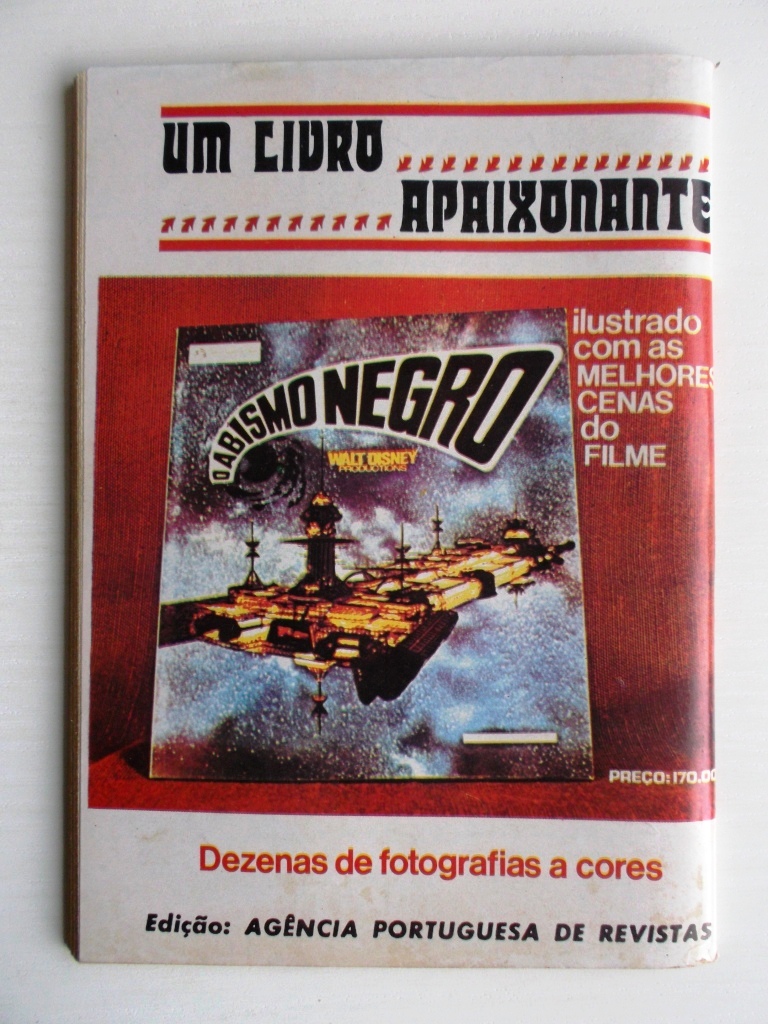 UM LIVRO
APAIXONANTE
ilustrado
com as
MELHORES
CENAS
do
FILME
O ABISMO NEGRO
WALT DISNEY
PRODUCTIONS
PREÇO: 170.00
Dezenas de fotografias a cores
Edição: AGÊNCIA PORTUGUESA DE REVISTAS